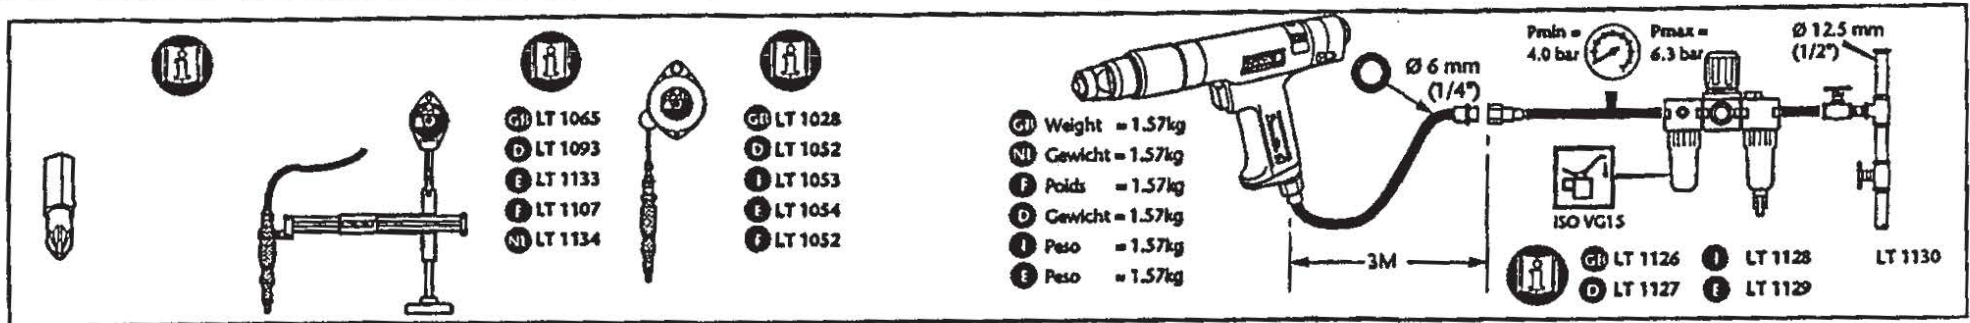 GB LT 1065
D LT 1093
E LT 1133
F LT 1107
NL LT 1134
GB LT 1028
D LT 1052
I LT 1053
E LT 1054
F LT 1052
GB Weight = 1.57kg
NL Gewicht = 1.57kg
F Poids = 1.57kg
D Gewicht = 1.57kg
I Peso = 1.57kg
E Peso = 1.57kg
Ø 6 mm
(1/4")
3M
Pmin =
4.0 bar
Pmax =
6.3 bar
Ø 12.5 mm
(1/2")
ISO VG15
GB LT 1126
D LT 1127
I LT 1128
E LT 1129
LT 1130